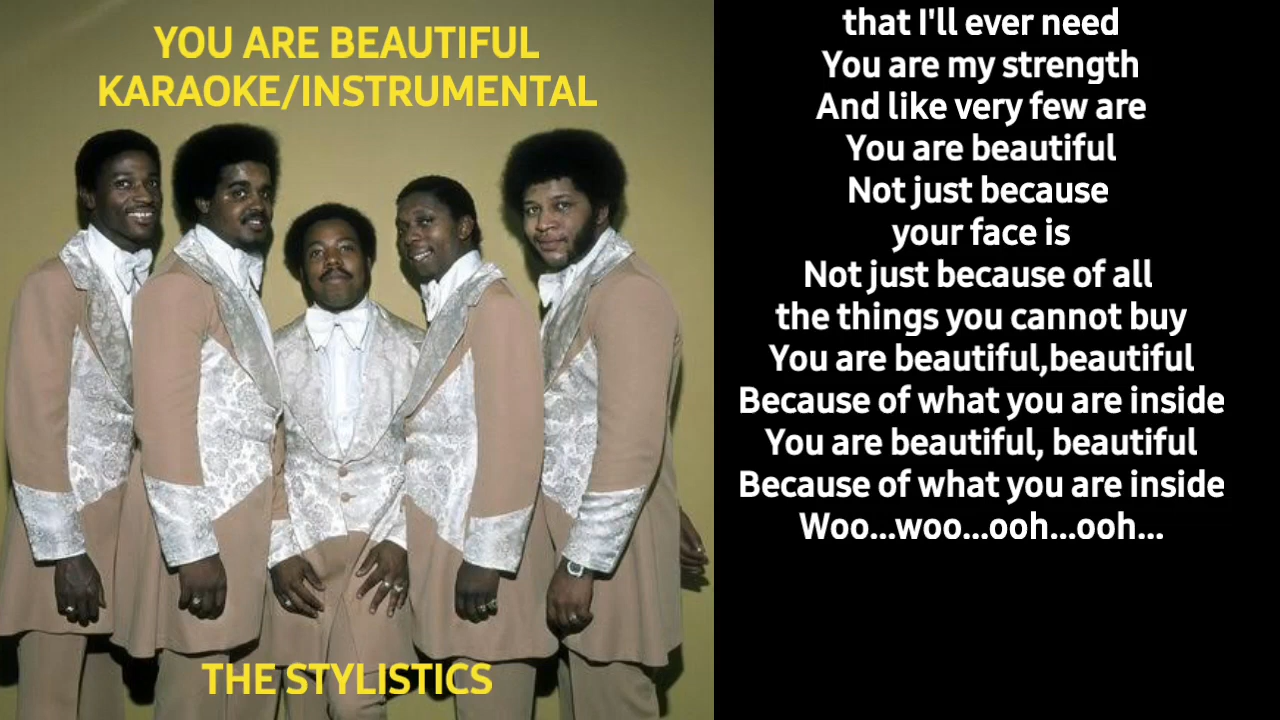 YOU ARE BEAUTIFUL
KARAOKE/INSTRUMENTAL
THE STYLISTICS
that I'll ever need
You are my strength
And like very few are
You are beautiful
Not just because
your face is
Not just because of all
the things you cannot buy
You are beautiful,beautiful
Because of what you are inside
You are beautiful, beautiful
Because of what you are inside
Woo...woo...ooh...ooh...